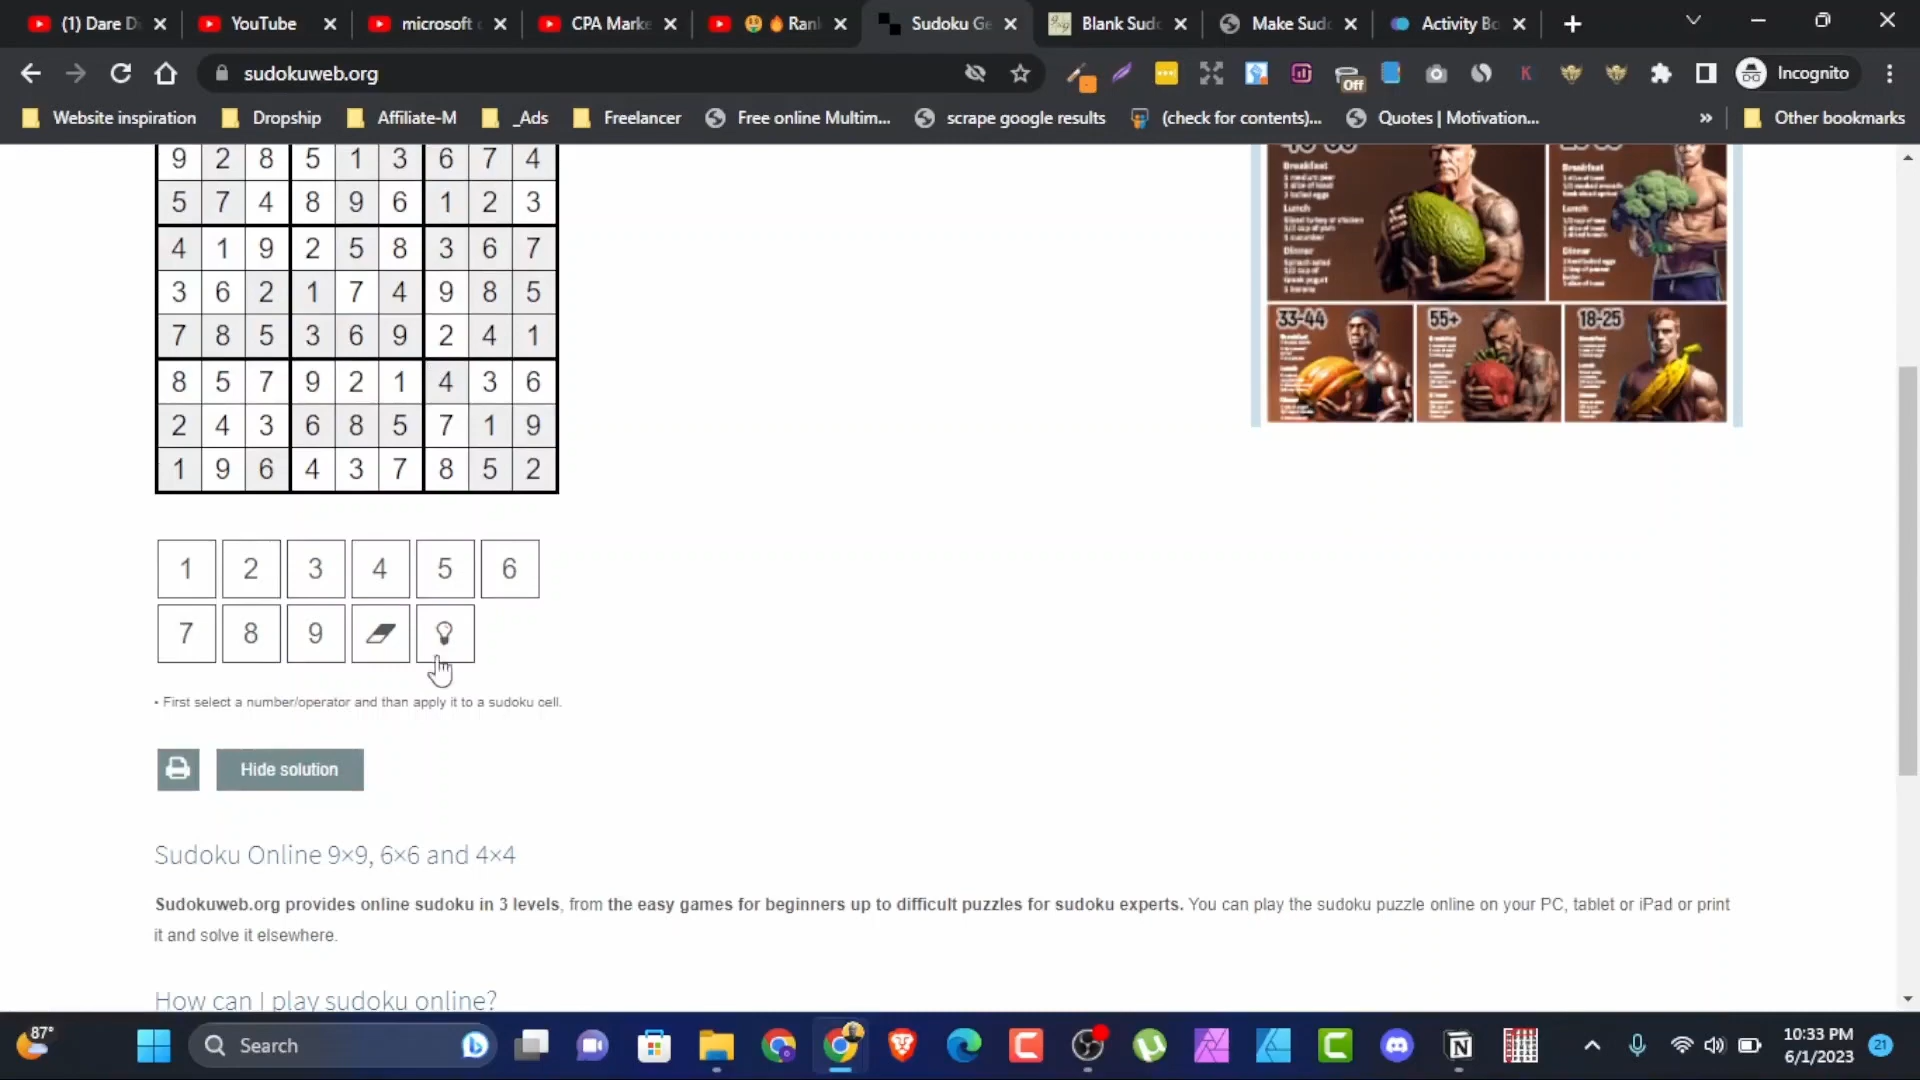 (1) Dare D
YouTube
microsoft
CPA Marke
Ran
Sudoku Ge
Blank Sud
Make Sud
Activity Bo
sudokuweb.org
Off
Incognito
Website inspiration
Dropship
Affiliate-M
_Ads
Freelancer
Free online Multim...
scrape google results
(check for contents)...
Quotes | Motivation...
»
Other bookmarks
9 2 8 5 1 3 6 7 4
5 7 4 8 9 6 1 2 3
4 1 9 2 5 8 3 6 7
3 6 2 1 7 4 9 8 5
7 8 5 3 6 9 2 4 1
8 5 7 9 2 1 4 3 6
2 4 3 6 8 5 7 1 9
1 9 6 4 3 7 8 5 2
Breakfast
Lunch
Dinner
Breakfast
Lunch
Dinner
33-44
55+
18-25
1 2 3 4 5 6
7 8 9
• First select a number/operator and than apply it to a sudoku cell.
Hide solution
Sudoku Online 9×9, 6×6 and 4×4
Sudokuweb.org provides online sudoku in 3 levels, from the easy games for beginners up to difficult puzzles for sudoku experts. You can play the sudoku puzzle online on your PC, tablet or iPad or print
it and solve it elsewhere.
How can I play sudoku online?
87°
Search
10:33 PM
6/1/2023
21